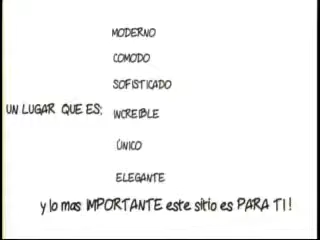 MODERNO
COMODO
SOFISTICADO
UN LUGAR QUE ES:
INCREIBLE
ÚNICO
ELEGANTE
y lo mas IMPORTANTE este sitio es PARA TI !